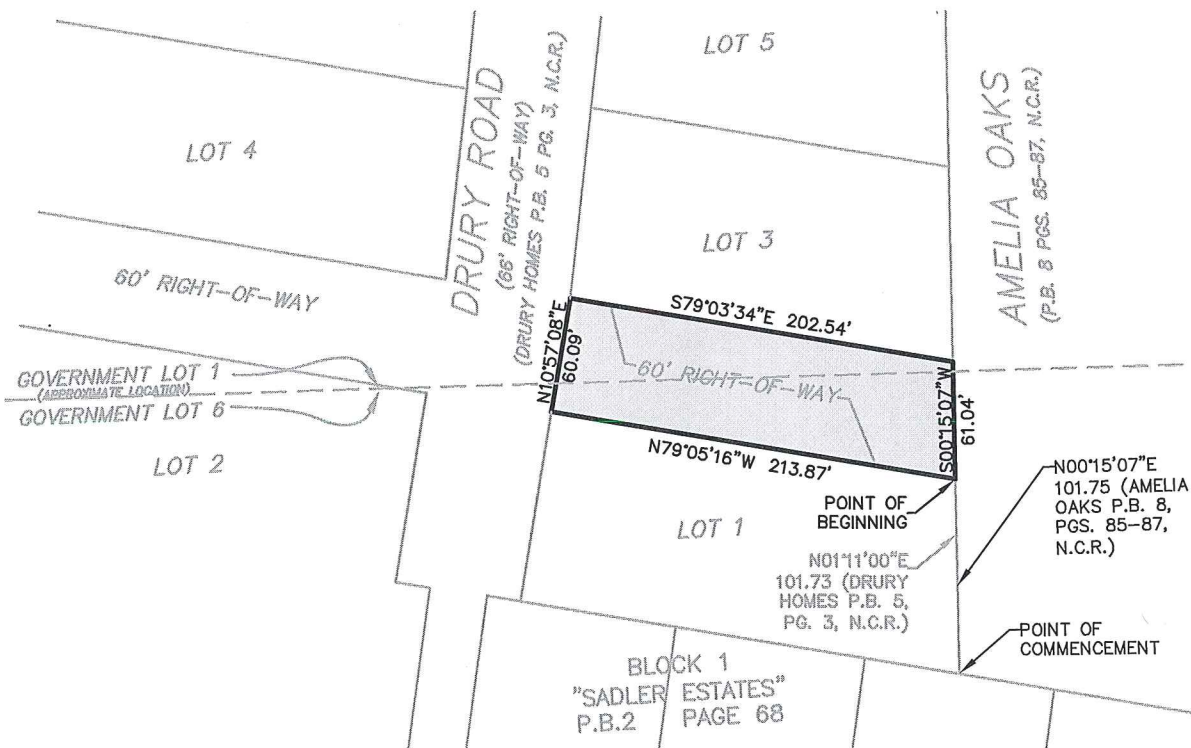 LOT 5
LOT 4
DRURY ROAD
(66' RIGHT-OF-WAY)
(DRURY HOMES P.B. 5 PG. 3, N.C.R.)
AMELIA OAKS
(P.B. 8 PGS. 85-87, N.C.R.)
LOT 3
60' RIGHT-OF-WAY
S79°03'34"E 202.54'
N10°57'08"E
60.09'
60' RIGHT-OF-WAY
S00°15'07"W
61.04'
GOVERNMENT LOT 1
(APPROXIMATE LOCATION)
GOVERNMENT LOT 6
LOT 2
N79°05'16"W 213.87'
POINT OF
BEGINNING
N00°15'07"E
101.75 (AMELIA
OAKS P.B. 8,
PGS. 85-87,
N.C.R.)
LOT 1
N01°11'00"E
101.73 (DRURY
HOMES P.B. 5,
PG. 3, N.C.R.)
POINT OF
COMMENCEMENT
BLOCK 1
"SADLER ESTATES"
P.B.2 PAGE 68